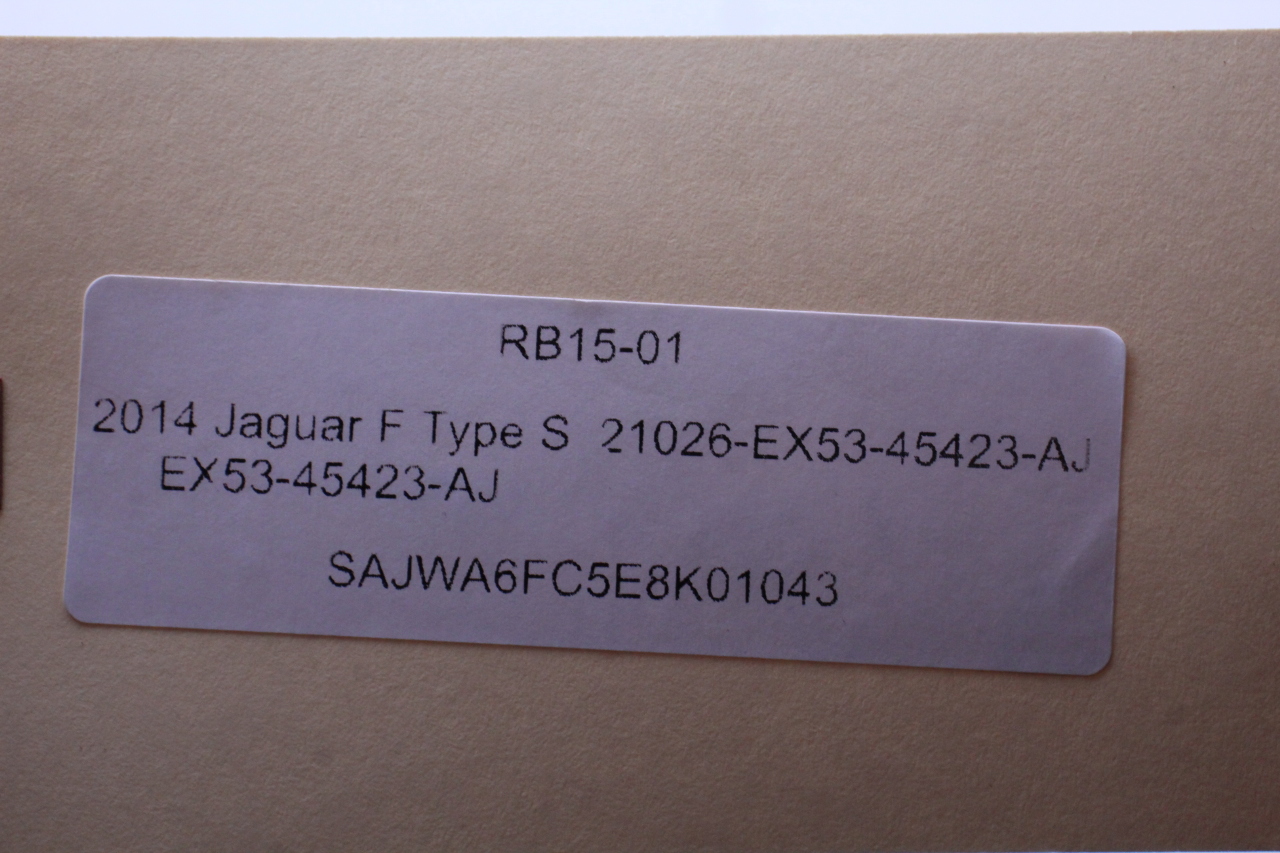 RB15-01
2014 Jaguar F Type S 21026-EX53-45423-AJ
EX53-45423-AJ
SAJWA6FC5E8K01043